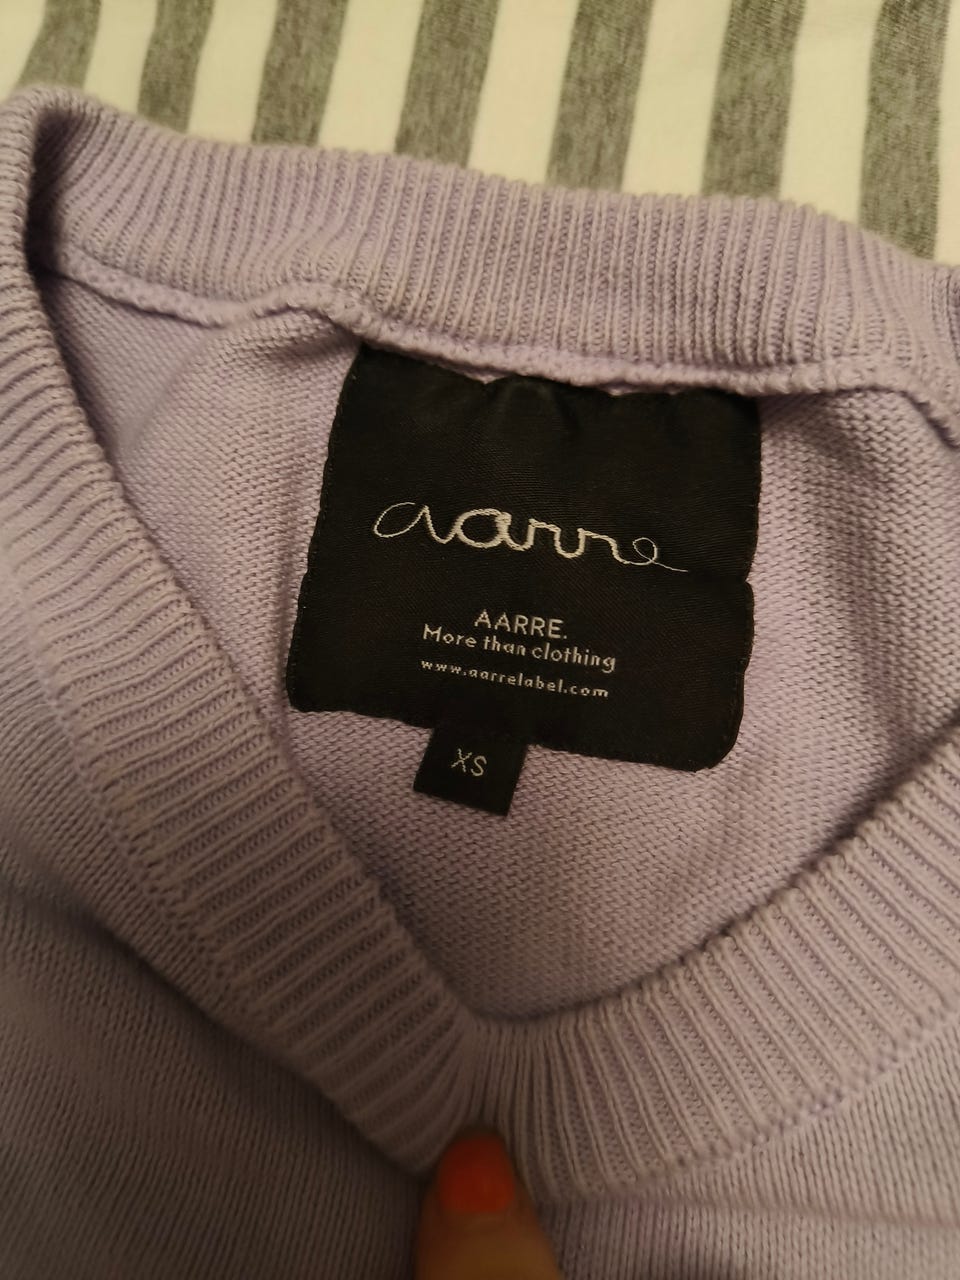 aarre
AARRE.
More than clothing
www.aarrelabel.com
XS